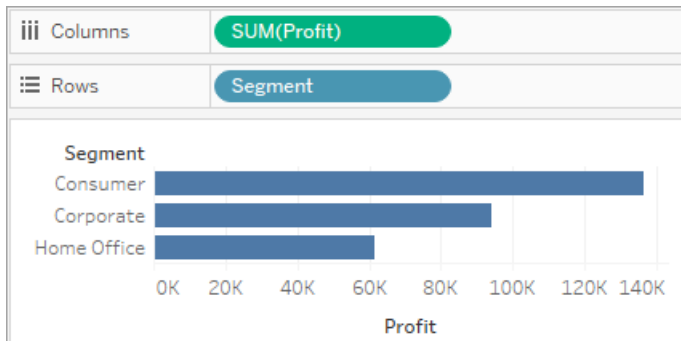 Columns SUM(Profit)
Rows Segment
Segment
Consumer
Corporate
Home Office
0K 20K 40K 60K 80K 100K 120K 140K
Profit